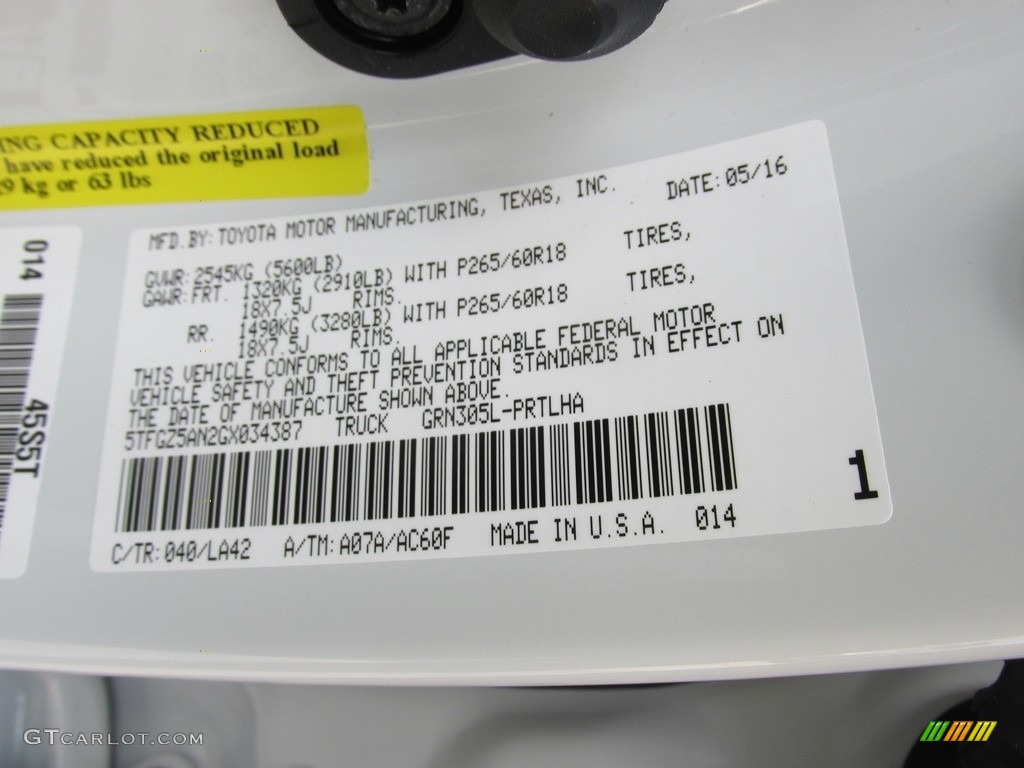 ING CAPACITY REDUCED
have reduced the original load
29 kg or 63 lbs
014
45S5T
MFD.BY: TOYOTA MOTOR MANUFACTURING, TEXAS, INC. DATE: 05/16
GVWR: 2545KG (5600LB)
GAWR: FRT. 1320KG (2910LB) WITH P265/60R18 TIRES,
18X7.5J RIMS.
RR. 1490KG (3280LB) WITH P265/60R18 TIRES,
18X7.5J RIMS.
THIS VEHICLE CONFORMS TO ALL APPLICABLE FEDERAL MOTOR
VEHICLE SAFETY AND THEFT PREVENTION STANDARDS IN EFFECT ON
THE DATE OF MANUFACTURE SHOWN ABOVE.
5TFGZ5AN2GX034387 TRUCK GRN305L-PRTLHA
1
C/TR: 040/LA42 A/TM: A07A/AC60F MADE IN U.S.A. 014
GTCARLOT.COM